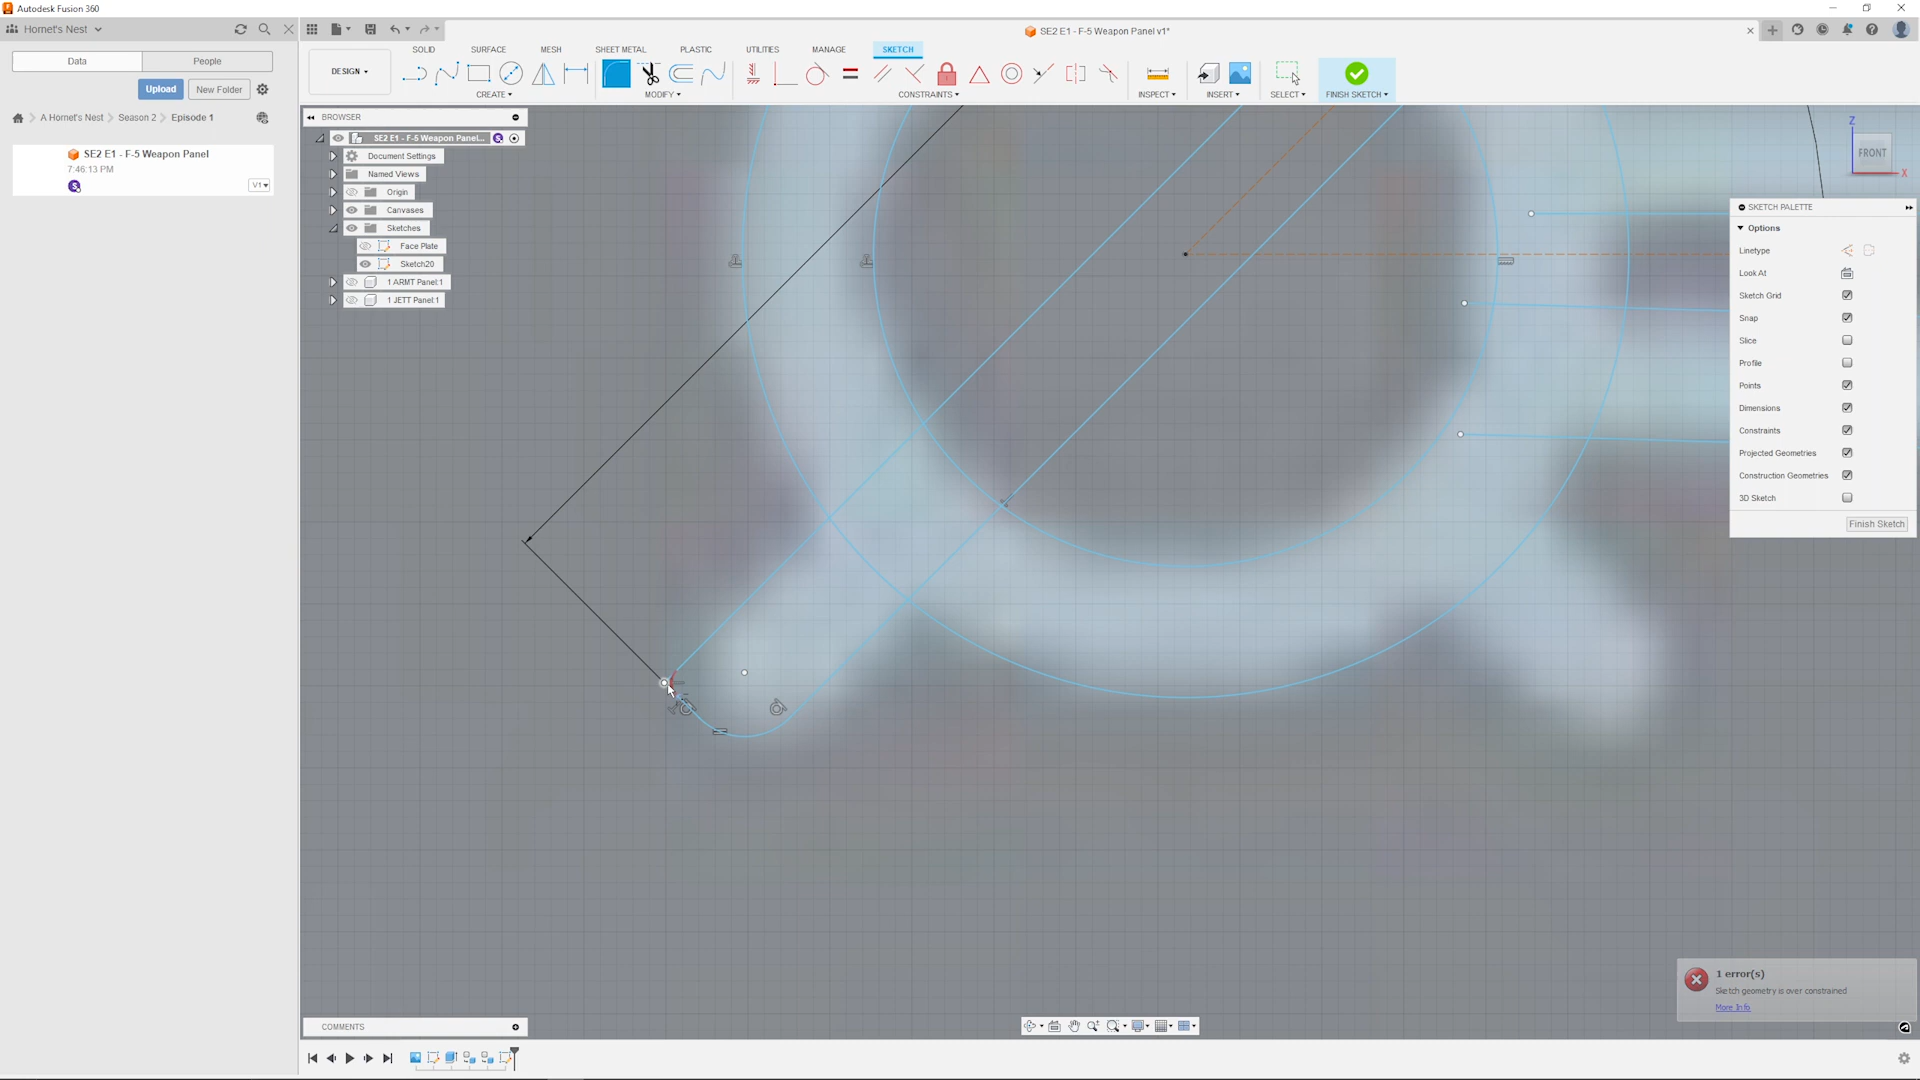 Autodesk Fusion 360
Hornet's Nest
SE2 E1 - F-5 Weapon Panel v1*
Data
People
Upload
New Folder
A Hornet's Nest
Season 2
Episode 1
SE2 E1 - F-5 Weapon Panel
7:46:13 PM
V1
SOLID
SURFACE
MESH
SHEET METAL
PLASTIC
UTILITIES
MANAGE
SKETCH
DESIGN
CREATE
MODIFY
CONSTRAINTS
INSPECT
INSERT
SELECT
FINISH SKETCH
BROWSER
SE2 E1 - F-5 Weapon Panel...
Document Settings
Named Views
Origin
Canvases
Sketches
Face Plate
Sketch20
1 ARMT Panel:1
1 JETT Panel:1
Z
FRONT
X
SKETCH PALETTE
Options
Linetype
Look At
Sketch Grid
Snap
Slice
Profile
Points
Dimensions
Constraints
Projected Geometries
Construction Geometries
3D Sketch
Finish Sketch
1 error(s)
Sketch geometry is over constrained
More Info
COMMENTS